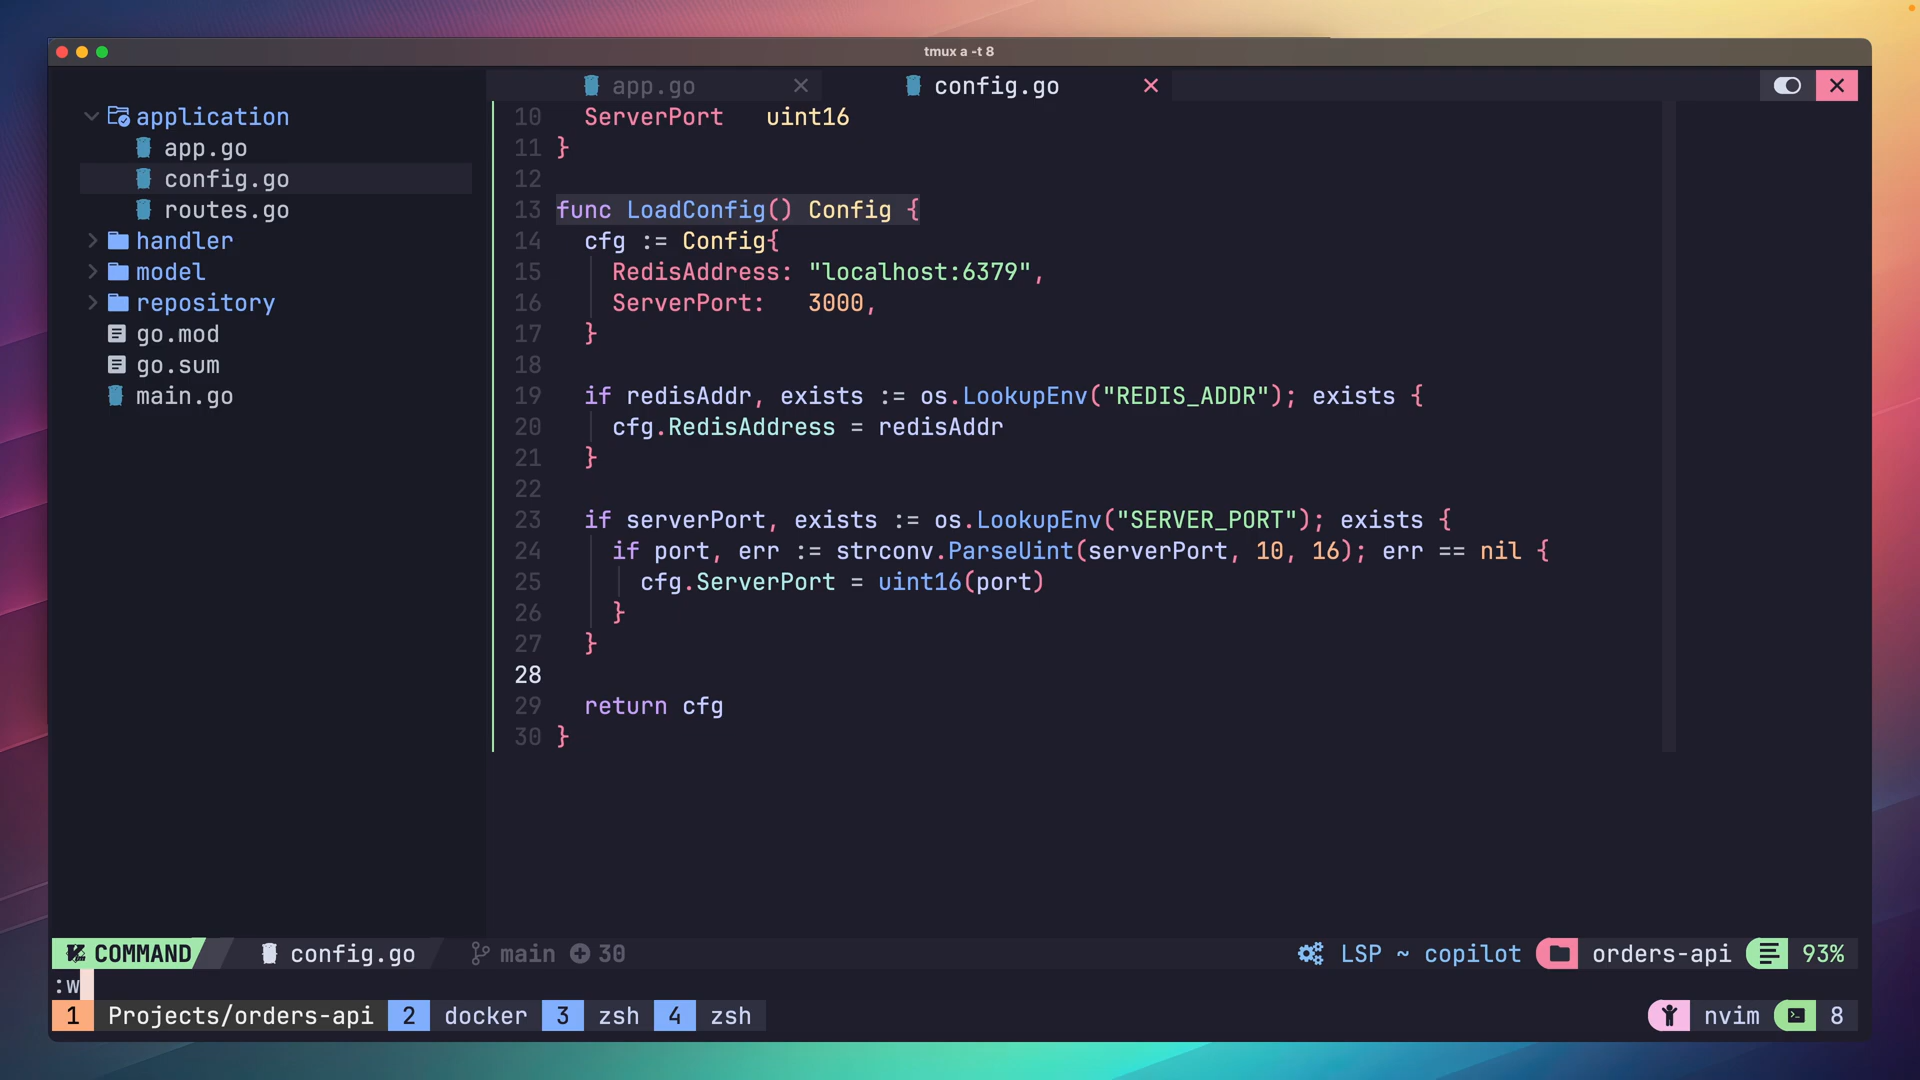 tmux a -t 8
app.go
config.go
application
app.go
config.go
routes.go
handler
model
repository
go.mod
go.sum
main.go
10 ServerPort uint16
11 }
12
13 func LoadConfig() Config {
14 cfg := Config{
15 RedisAddress: "localhost:6379",
16 ServerPort: 3000,
17 }
18
19 if redisAddr, exists := os.LookupEnv("REDIS_ADDR"); exists {
20 cfg.RedisAddress = redisAddr
21 }
22
23 if serverPort, exists := os.LookupEnv("SERVER_PORT"); exists {
24 if port, err := strconv.ParseUint(serverPort, 10, 16); err == nil {
25 cfg.ServerPort = uint16(port)
26 }
27 }
28
29 return cfg
30 }
COMMAND config.go main 30 LSP ~ copilot orders-api 93%
:w
1 Projects/orders-api 2 docker 3 zsh 4 zsh nvim 8